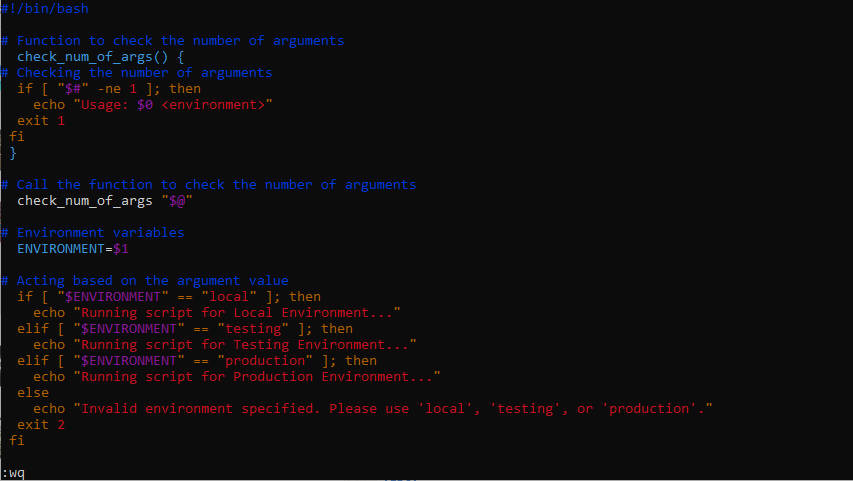 #!/bin/bash
# Function to check the number of arguments
check_num_of_args() {
# Checking the number of arguments
if [ "$#" -ne 1 ]; then
echo "Usage: $0 <environment>"
exit 1
fi
}
# Call the function to check the number of arguments
check_num_of_args "$@"
# Environment variables
ENVIRONMENT=$1
# Acting based on the argument value
if [ "$ENVIRONMENT" == "local" ]; then
echo "Running script for Local Environment..."
elif [ "$ENVIRONMENT" == "testing" ]; then
echo "Running script for Testing Environment..."
elif [ "$ENVIRONMENT" == "production" ]; then
echo "Running script for Production Environment..."
else
echo "Invalid environment specified. Please use 'local', 'testing', or 'production'."
exit 2
fi
:wq